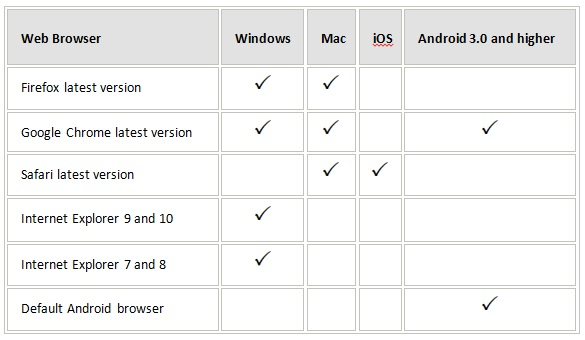 Web Browser Windows Mac iOS Android 3.0 and higher
Firefox latest version ✓ ✓
Google Chrome latest version ✓ ✓ ✓
Safari latest version ✓ ✓
Internet Explorer 9 and 10 ✓
Internet Explorer 7 and 8 ✓
Default Android browser ✓